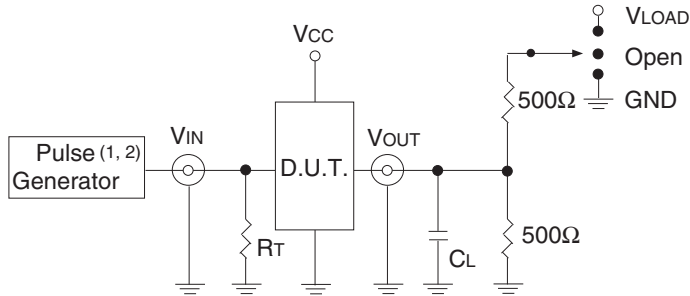 VLOAD
VCC
Open
500Ω
GND
VIN
VOUT
Pulse (1, 2)
Generator
D.U.T.
RT
CL
500Ω